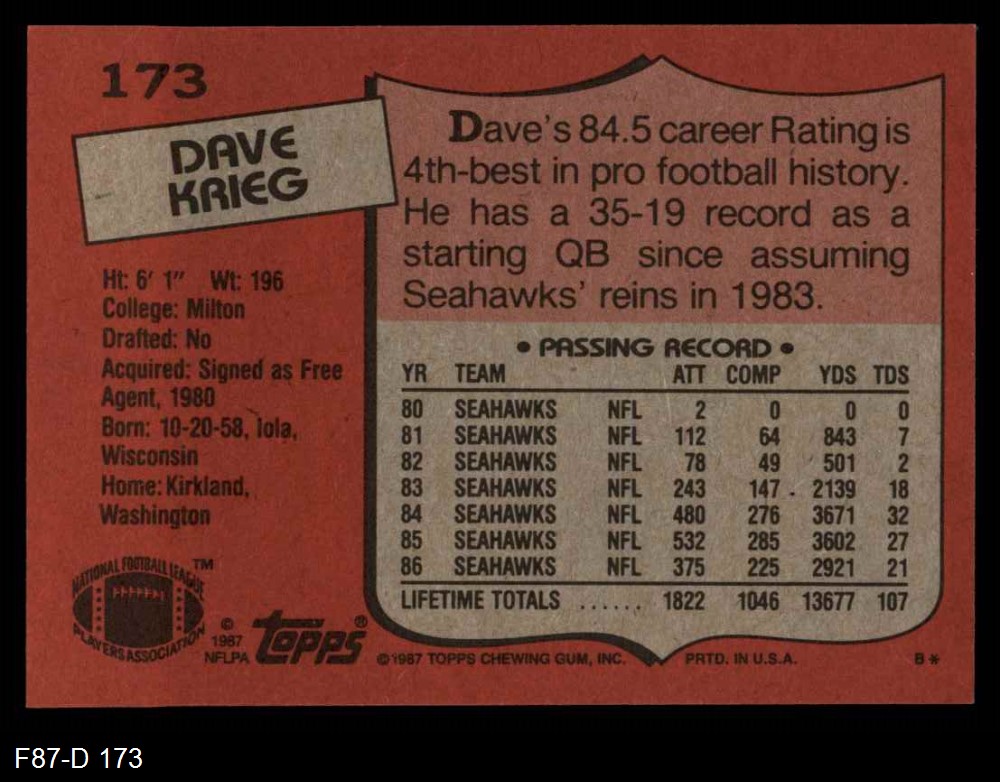 173
DAVE
KRIEG
Ht: 6' 1" Wt: 196
College: Milton
Drafted: No
Acquired: Signed as Free
Agent, 1980
Born: 10-20-58, Iola,
Wisconsin
Home: Kirkland,
Washington
NATIONAL FOOTBALL LEAGUE
PLAYERS ASSOCIATION
TM
© 1987
NFLPA
topps®
Dave's 84.5 career Rating is
4th-best in pro football history.
He has a 35-19 record as a
starting QB since assuming
Seahawks' reins in 1983.
• PASSING RECORD •
YR TEAM ATT COMP YDS TDS
80 SEAHAWKS NFL 2 0 0 0
81 SEAHAWKS NFL 112 64 843 7
82 SEAHAWKS NFL 78 49 501 2
83 SEAHAWKS NFL 243 147 2139 18
84 SEAHAWKS NFL 480 276 3671 32
85 SEAHAWKS NFL 532 285 3602 27
86 SEAHAWKS NFL 375 225 2921 21
LIFETIME TOTALS ...... 1822 1046 13677 107
© 1987 TOPPS CHEWING GUM, INC. PRTD. IN U.S.A. B*
F87-D 173